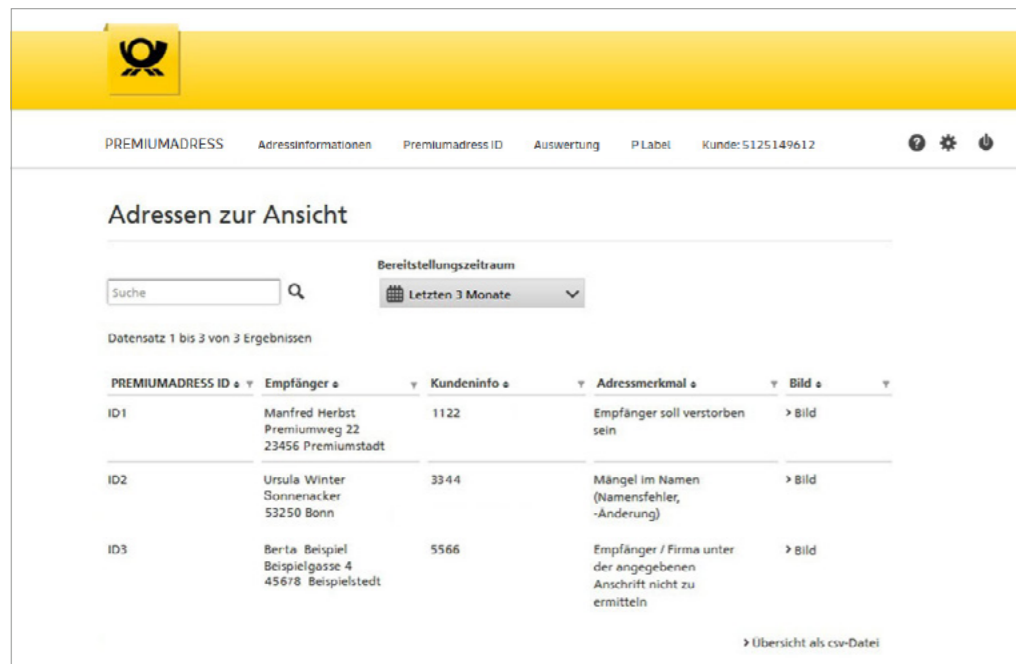 PREMIUMADRESS Adressinformationen Premiumadress ID Auswertung P Label Kunde: 5125149612
Adressen zur Ansicht
Bereitstellungszeitraum
Suche Letzten 3 Monate
Datensatz 1 bis 3 von 3 Ergebnissen
PREMIUMADRESS ID Empfänger Kundeninfo Adressmerkmal Bild
ID1 Manfred Herbst 1122 Empfänger soll verstorben > Bild
Premiumweg 22 sein
23456 Premiumstadt
ID2 Ursula Winter 3344 Mängel im Namen > Bild
Sonnenacker (Namensfehler,
53250 Bonn -Änderung)
ID3 Berta Beispiel 5566 Empfänger / Firma unter > Bild
Beispielgasse 4 der angegebenen
45678 Beispielstedt Anschrift nicht zu
ermitteln
> Übersicht als csv-Datei